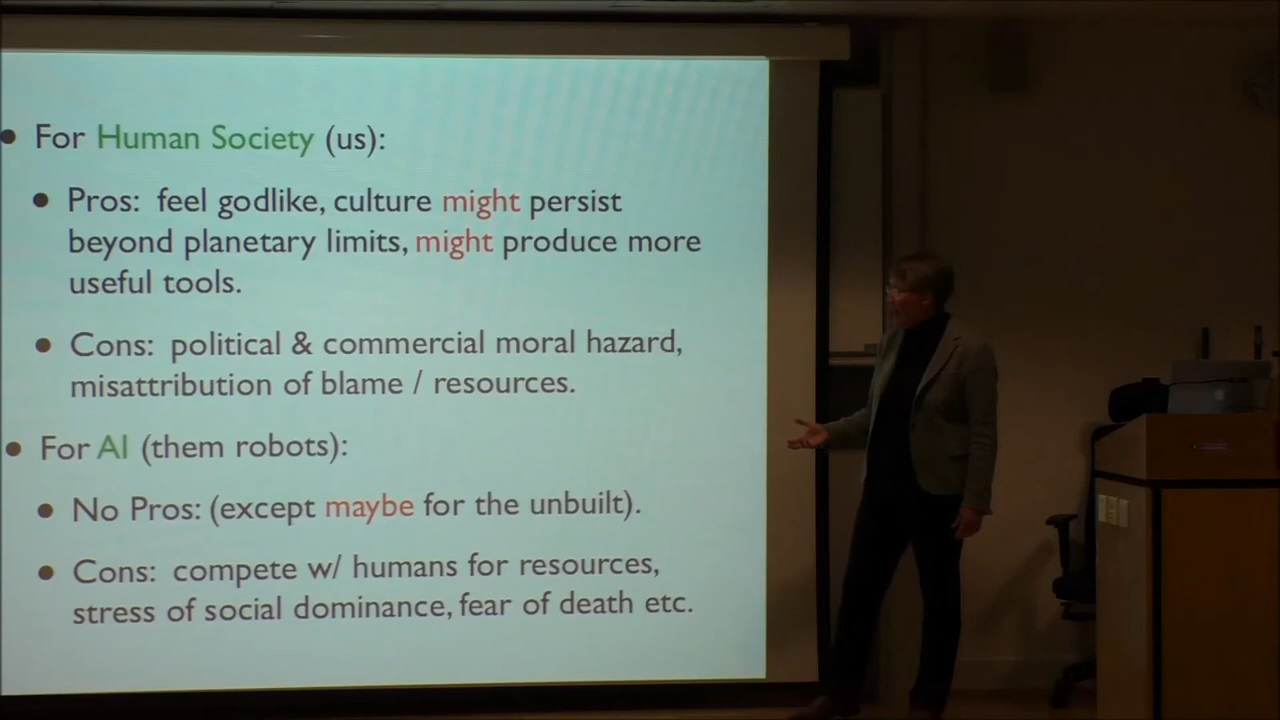 • For Human Society (us):
• Pros: feel godlike, culture might persist
beyond planetary limits, might produce more
useful tools.
• Cons: political & commercial moral hazard,
misattribution of blame / resources.
• For AI (them robots):
• No Pros: (except maybe for the unbuilt).
• Cons: compete w/ humans for resources,
stress of social dominance, fear of death etc.